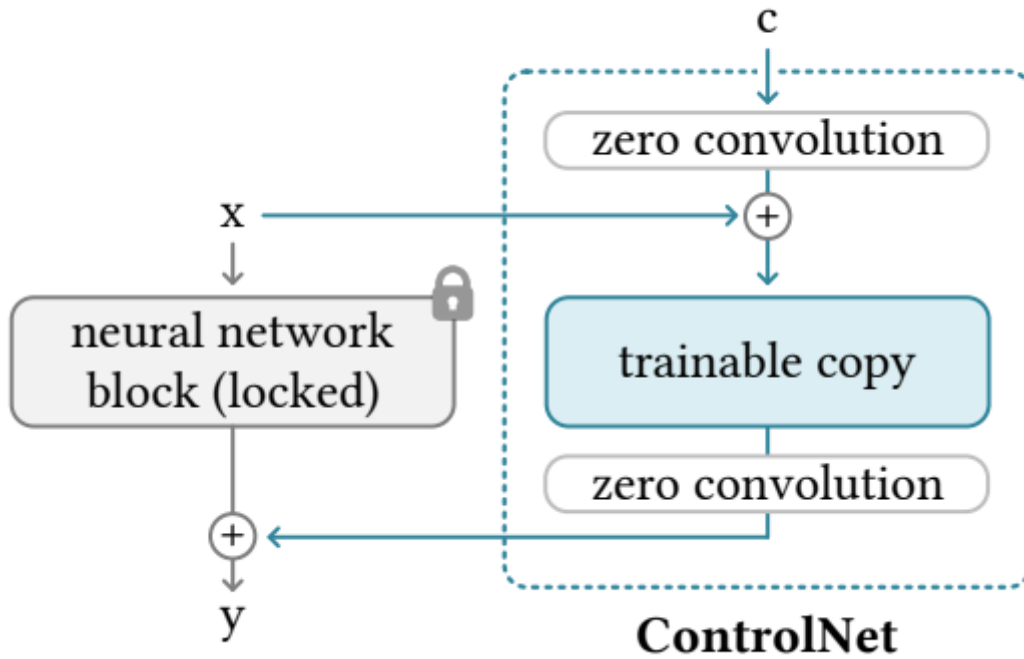 c
zero convolution
+
x
neural network
block (locked)
trainable copy
zero convolution
+
y
ControlNet